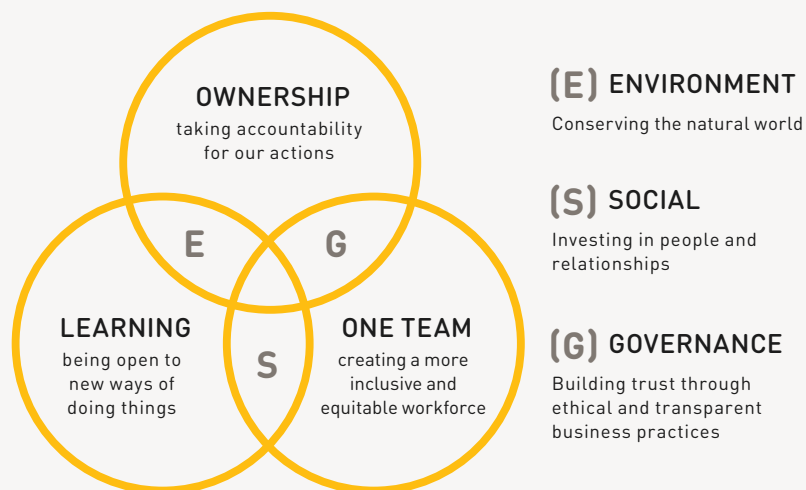 OWNERSHIP
taking accountability
for our actions
E
G
LEARNING
being open to
new ways of
doing things
S
ONE TEAM
creating a more
inclusive and
equitable workforce
(E) ENVIRONMENT
Conserving the natural world
(S) SOCIAL
Investing in people and
relationships
(G) GOVERNANCE
Building trust through
ethical and transparent
business practices